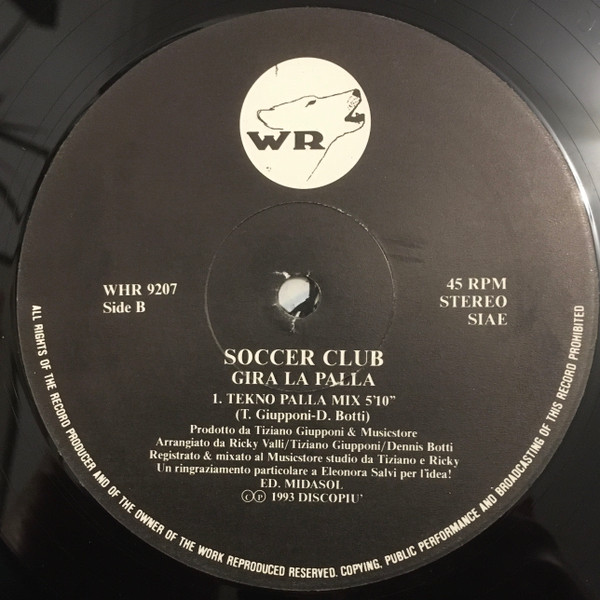 WR
WHR 9207
Side B
45 RPM
STEREO
SIAE
SOCCER CLUB
GIRA LA PALLA
1. TEKNO PALLA MIX 5'10"
(T. Giupponi-D. Botti)
Prodotto da Tiziano Giupponi & Musicstore
Arrangiato da Ricky Valli/Tiziano Giupponi/Dennis Botti
Registrato & mixato al Musicstore studio da Tiziano e Ricky
Un ringraziamento particolare a Eleonora Salvi per l'idea!
ED. MIDASOL
©℗ 1993 DISCOPIU'
ALL RIGHTS OF THE RECORD PRODUCER AND OF THE OWNER OF THE WORK REPRODUCED RESERVED. COPYING, PUBLIC PERFORMANCE AND BROADCASTING OF THIS RECORD PROHIBITED